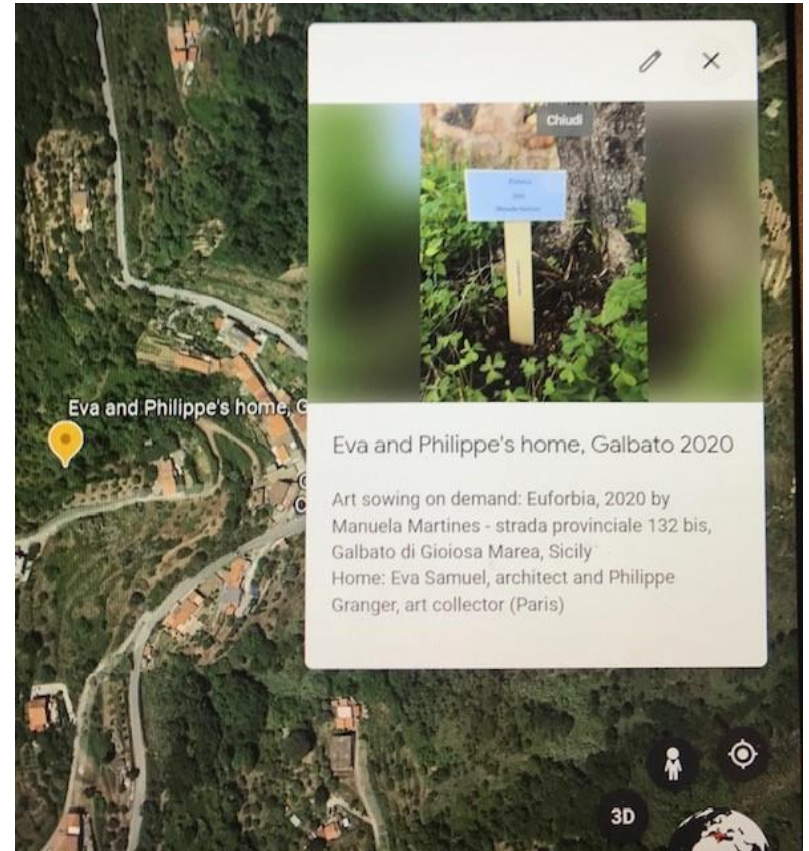 Chiudi
Euforbia
2020
Eva and Philippe's home, G
Eva and Philippe's home, Galbato 2020
Art sowing on demand: Euforbia, 2020 by
Manuela Martines - strada provinciale 132 bis,
Galbato di Gioiosa Marea, Sicily
Home: Eva Samuel, architect and Philippe
Granger, art collector (Paris)
3D